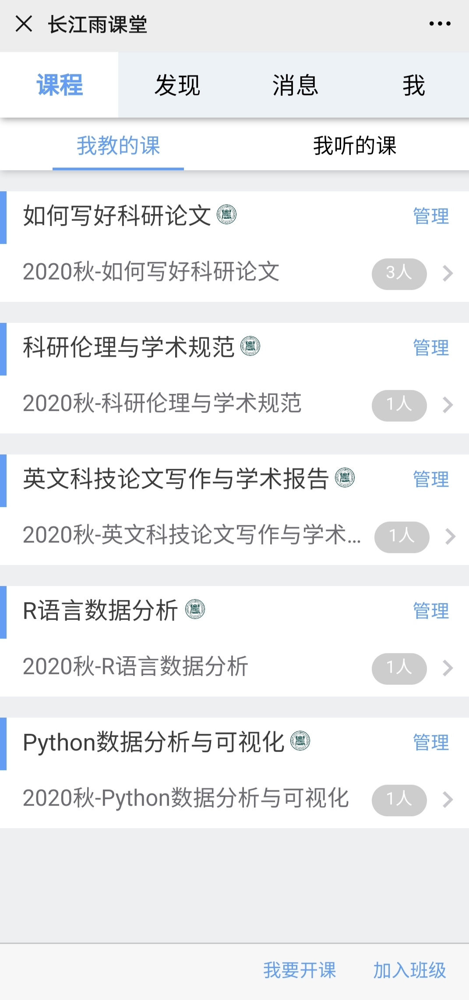 长江雨课堂
课程 发现 消息 我
我教的课 我听的课
如何写好科研论文 管理
2020秋-如何写好科研论文 3人
科研伦理与学术规范 管理
2020秋-科研伦理与学术规范 1人
英文科技论文写作与学术报告 管理
2020秋-英文科技论文写作与学术... 1人
R语言数据分析 管理
2020秋-R语言数据分析 1人
Python数据分析与可视化 管理
2020秋-Python数据分析与可视化 1人
我要开课 加入班级